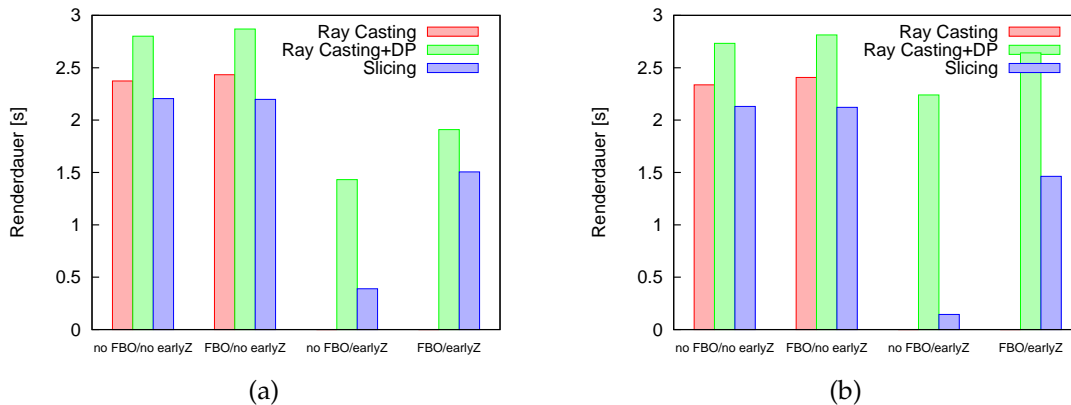 3
2.5
2
1.5
1
0.5
0
Renderdauer [s]
Ray Casting
Ray Casting+DP
Slicing
no FBO/no earlyZ
FBO/no earlyZ
no FBO/earlyZ
FBO/earlyZ
(a)
3
2.5
2
1.5
1
0.5
0
Renderdauer [s]
Ray Casting
Ray Casting+DP
Slicing
no FBO/no earlyZ
FBO/no earlyZ
no FBO/earlyZ
FBO/earlyZ
(b)